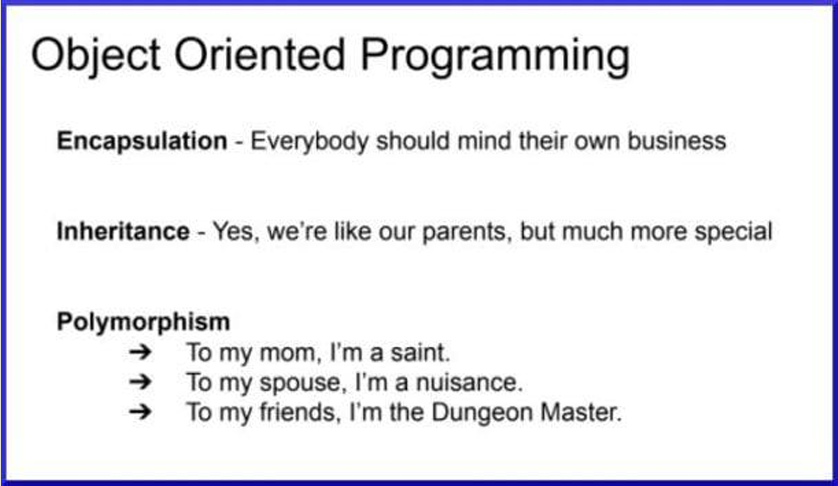 Object Oriented Programming
Encapsulation - Everybody should mind their own business
Inheritance - Yes, we're like our parents, but much more special
Polymorphism
➔ To my mom, I'm a saint.
➔ To my spouse, I'm a nuisance.
➔ To my friends, I'm the Dungeon Master.